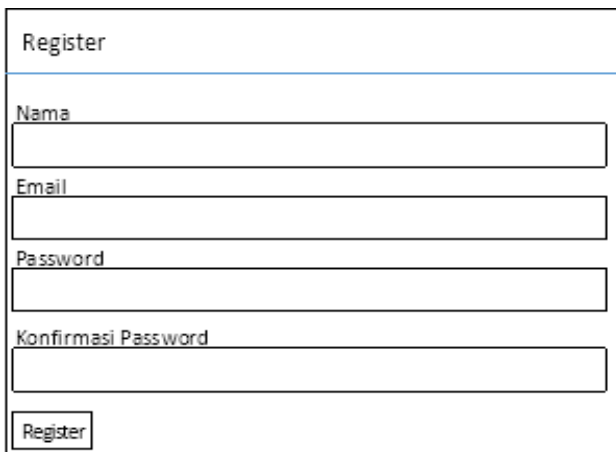 Register
Nama
Email
Password
Konfirmasi Password
Register